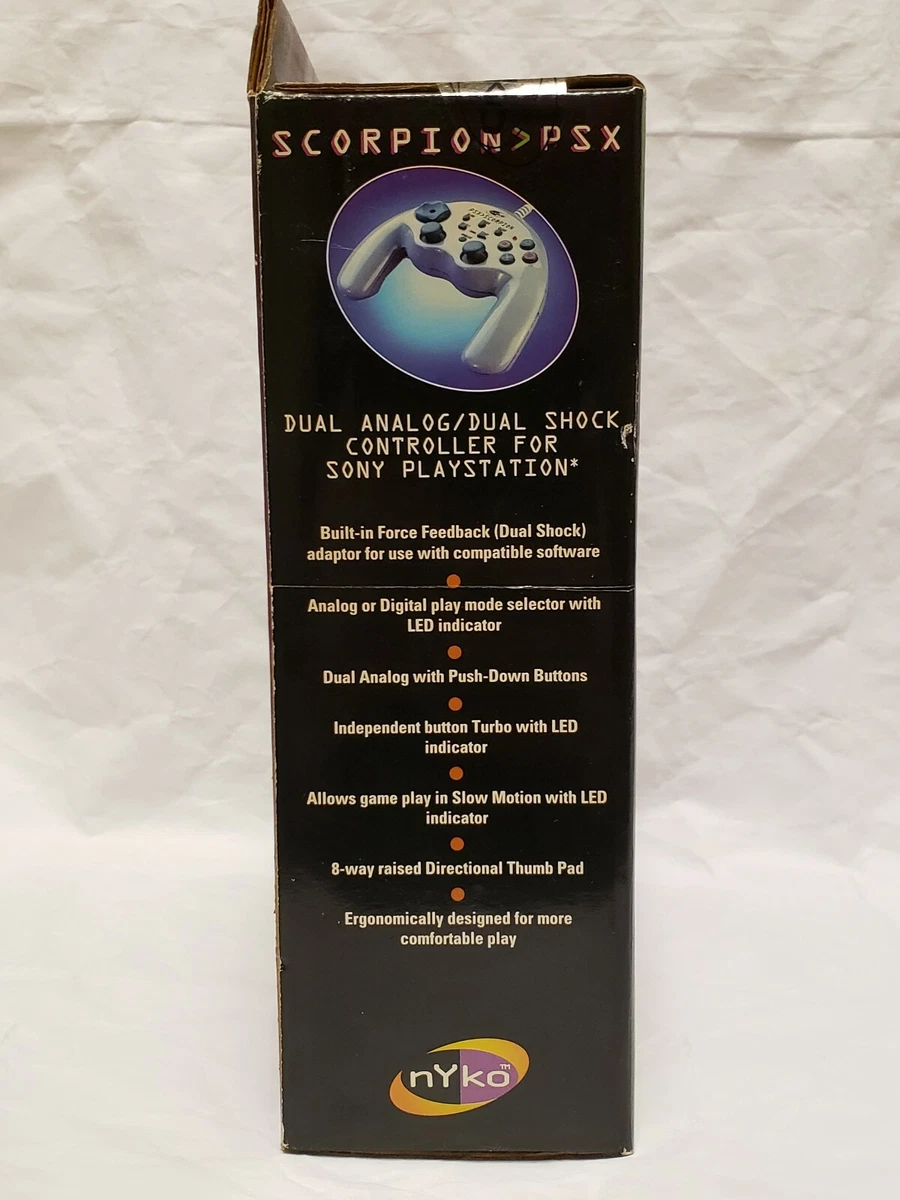 SCORPION>PSX
PSX>SCORPION
DUAL ANALOG/DUAL SHOCK
CONTROLLER FOR
SONY PLAYSTATION*
Built-in Force Feedback (Dual Shock)
adaptor for use with compatible software
Analog or Digital play mode selector with
LED indicator
Dual Analog with Push-Down Buttons
Independent button Turbo with LED
indicator
Allows game play in Slow Motion with LED
indicator
8-way raised Directional Thumb Pad
Ergonomically designed for more
comfortable play
nYko™